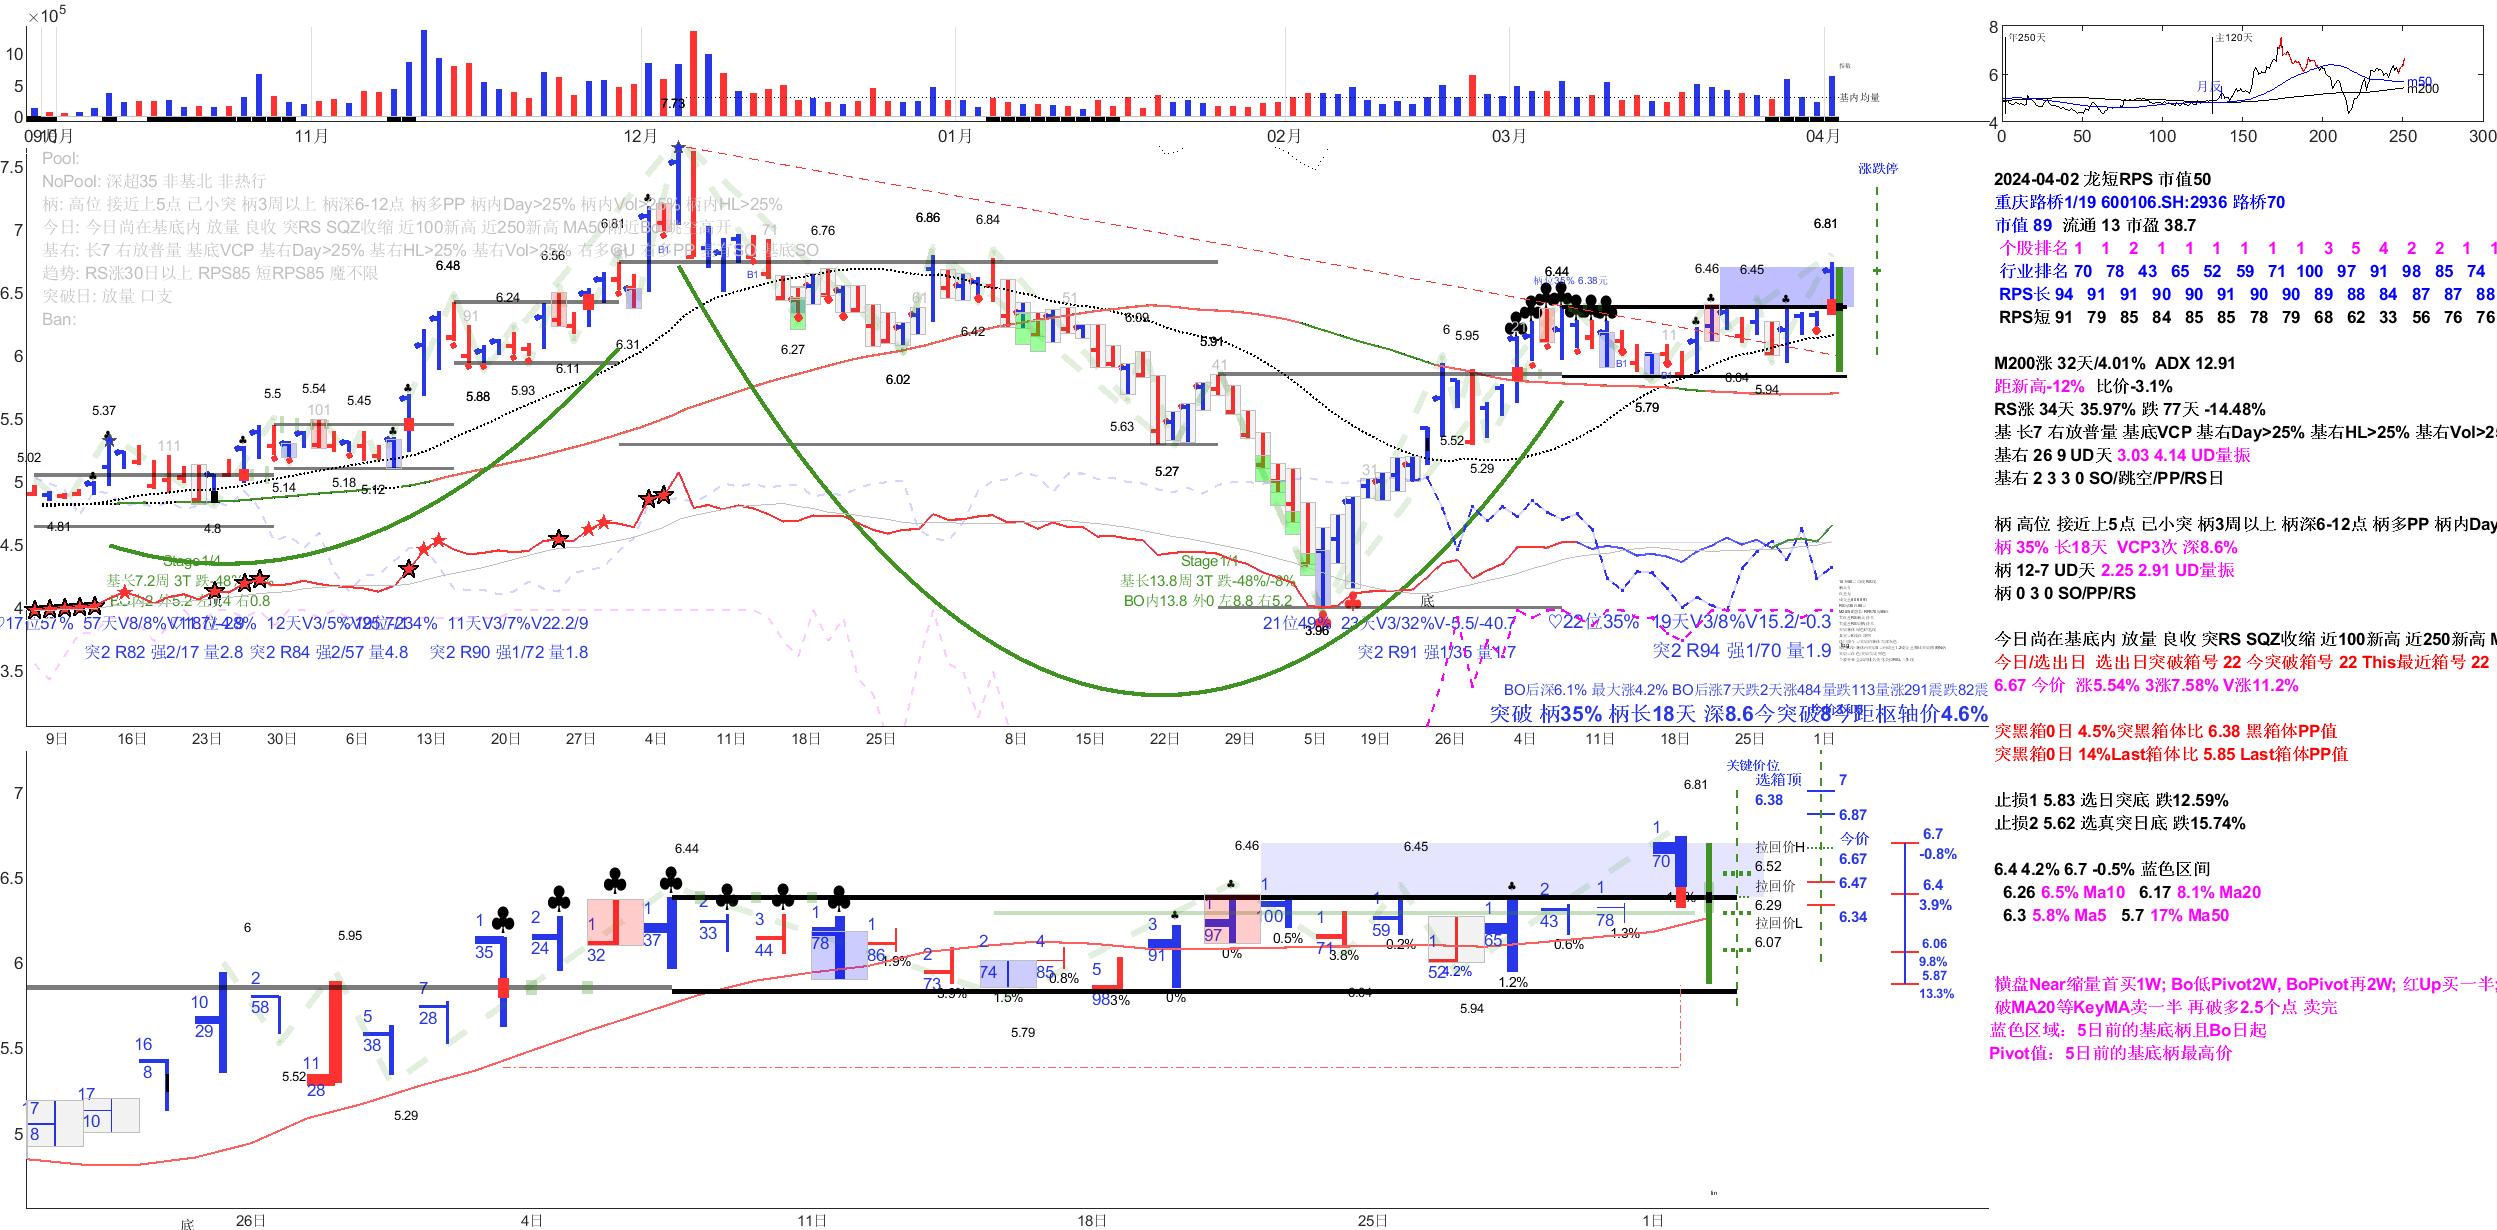 ×10⁵
10
5
0
7.73
基内均量
10月
11月
12月
01月
02月
03月
04月
8
6
4
年250天
主120天
月反
m50
m200
0 50 100 150 200 250 300
Pool:
NoPool: 深超35 非基北 非热行
柄: 高位 接近上5点 己小突 柄3周以上 柄深6-12点 柄多PP 柄内Day>25% 柄内Vol>25% 柄内HL>25%
今日: 今日尚在基底内 放量 良收 突RS SQZ收缩 近100新高 近250新高
基右: 长7 右放普量 基底VCP 基右Day>25% 基右HL>25% 基右Vol>25%
趋势: RS涨30日以上 RPS85 短RPS85 魔不限
突破日: 放量 口支
Ban:
7.5
7
6.5
6
5.5
5
4.5
4
3.5
涨跌停
6.81
6.86
6.84
6.76
6.81
6.56
6.48
6.24
6.44
柄位35% 6.38元
6.46
6.45
71
61
51
41
31
11
91
101
111
B1
B1
B1
6.42
6.09
5.91
6
5.95
6.31
6.27
6.11
6.02
5.93
5.88
5.37
5.5
5.54
5.45
5.02
5.14
5.18
5.12
4.81
4.8
5.63
5.27
5.52
5.29
5.79
6.04
5.94
3.96
底
Stage1/4
基长7.2周 3T 跌-48%
Stage1/1
基长13.8周 3T 跌-48%/-8%
BO内13.8 外0 左8.8 右5.2
57天V8/8%
12天V3/5%
11天V3/7%V22.2/9
23天V3/32%V-5.5/-40.7
♡22位35% 19天V3/8%V15.2/-0.3
突2 R82 强2/17 量2.8
突2 R84 强2/57 量4.8
突2 R90 强1/72 量1.8
突2 R91 强1/35 量1.7
突2 R94 强1/70 量1.9
BO后深6.1% 最大涨4.2% BO后涨7天跌2天涨484量跌113量涨291震跌82震
突破 柄35% 柄长18天 深8.6今突破8今距枢轴价4.6%
9日 16日 23日 30日 6日 13日 20日 27日 4日 11日 18日 25日 8日 15日 22日 29日 5日 19日 26日 4日 11日 18日 25日 1日
2024-04-02 龙短RPS 市值50
重庆路桥1/19 600106.SH:2936 路桥70
市值 89 流通 13 市盈 38.7
个股排名 1 1 2 1 1 1 1 1 3 5 4 2 2 1 1
行业排名 70 78 43 65 52 59 71 100 97 91 98 85 74
RPS长 94 91 91 90 90 91 90 90 89 88 84 87 87 88
RPS短 91 79 85 84 85 85 78 79 68 62 33 56 76 76
M200涨 32天/4.01% ADX 12.91
距新高-12% 比价-3.1%
RS涨 34天 35.97% 跌 77天 -14.48%
基 长7 右放普量 基底VCP 基右Day>25% 基右HL>25% 基右Vol>25
基右 26 9 UD天 3.03 4.14 UD量振
基右 2 3 3 0 SO/跳空/PP/RS日
柄 高位 接近上5点 己小突 柄3周以上 柄深6-12点 柄多PP 柄内Day
柄 35% 长18天 VCP3次 深8.6%
柄 12-7 UD天 2.25 2.91 UD量振
柄 0 3 0 SO/PP/RS
今日尚在基底内 放量 良收 突RS SQZ收缩 近100新高 近250新高
今日/选出日 选出日突破箱号 22 今突破箱号 22 This最近箱号 22
6.67 今价 涨5.54% 3涨7.58% V涨11.2%
突黑箱0日 4.5%突黑箱体比 6.38 黑箱体PP值
突黑箱0日 14%Last箱体比 5.85 Last箱体PP值
止损1 5.83 选日突底 跌12.59%
止损2 5.62 选真突日底 跌15.74%
6.4 4.2% 6.7 -0.5% 蓝色区间
6.26 6.5% Ma10 6.17 8.1% Ma20
6.3 5.8% Ma5 5.7 17% Ma50
横盘Near缩量首买1W; Bo低Pivot2W, BoPivot再2W; 红Up买一半;
破MA20等KeyMA卖一半 再破多2.5个点 卖完
蓝色区域: 5日前的基底柄且Bo日起
Pivot值: 5日前的基底柄最高价
7
6.5
6
5.5
5
关键价位
选箱顶
6.38
拉回价H
6.52
拉回价
6.29
拉回价L
6.07
7
6.87
今价
6.67
6.47
6.34
6.7
-0.8%
6.4
3.9%
6.06
9.8%
5.87
13.3%
6.81
6.44
6.46
6.45
6
5.95
5.52
5.29
5.79
6.04
5.94
17
8
17
10
16
8
10
29
2
58
11
28
5
38
7
28
1
35
2
24
1
32
1
37
2
33
3
44
1
78
1
86
1.9%
2
73
5.9%
2
74
1.5%
4
85
0.8%
5
98
3%
3
91
0%
1
97
0%
1
100
0.5%
1
71
3.8%
1
59
0.2%
1
52
4.2%
1
65
1.2%
2
43
0.6%
1
78
1.3%
1
70
底
26日 4日 11日 18日 25日 1日